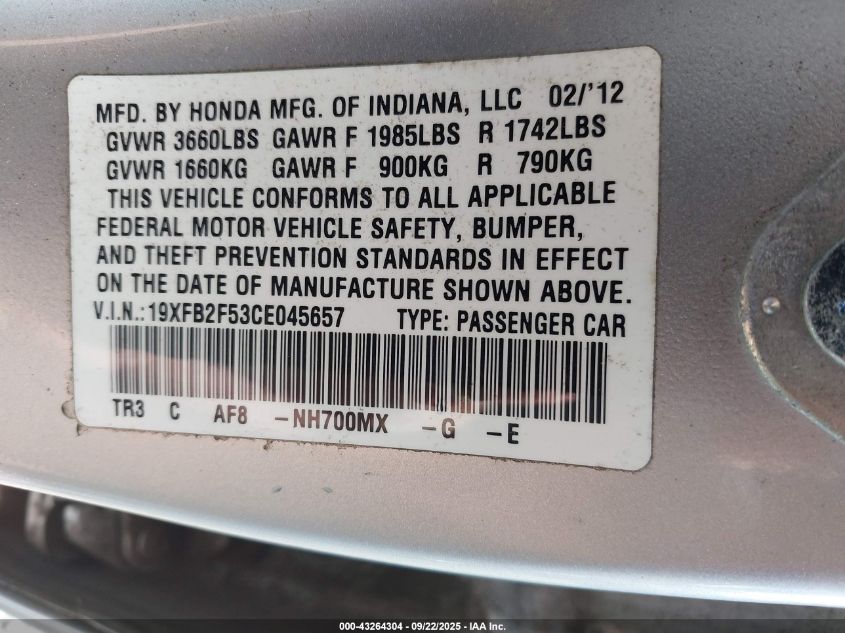 MFD. BY HONDA MFG. OF INDIANA, LLC 02/'12
GVWR 3660LBS GAWR F 1985LBS R 1742LBS
GVWR 1660KG GAWR F 900KG R 790KG
THIS VEHICLE CONFORMS TO ALL APPLICABLE
FEDERAL MOTOR VEHICLE SAFETY, BUMPER,
AND THEFT PREVENTION STANDARDS IN EFFECT
ON THE DATE OF MANUFACTURE SHOWN ABOVE.
V.I.N.:19XFB2F53CE045657 TYPE: PASSENGER CAR
TR3 C AF8 -NH700MX -G -E
000-43264304 | 09/22/2025 - IAA Inc.